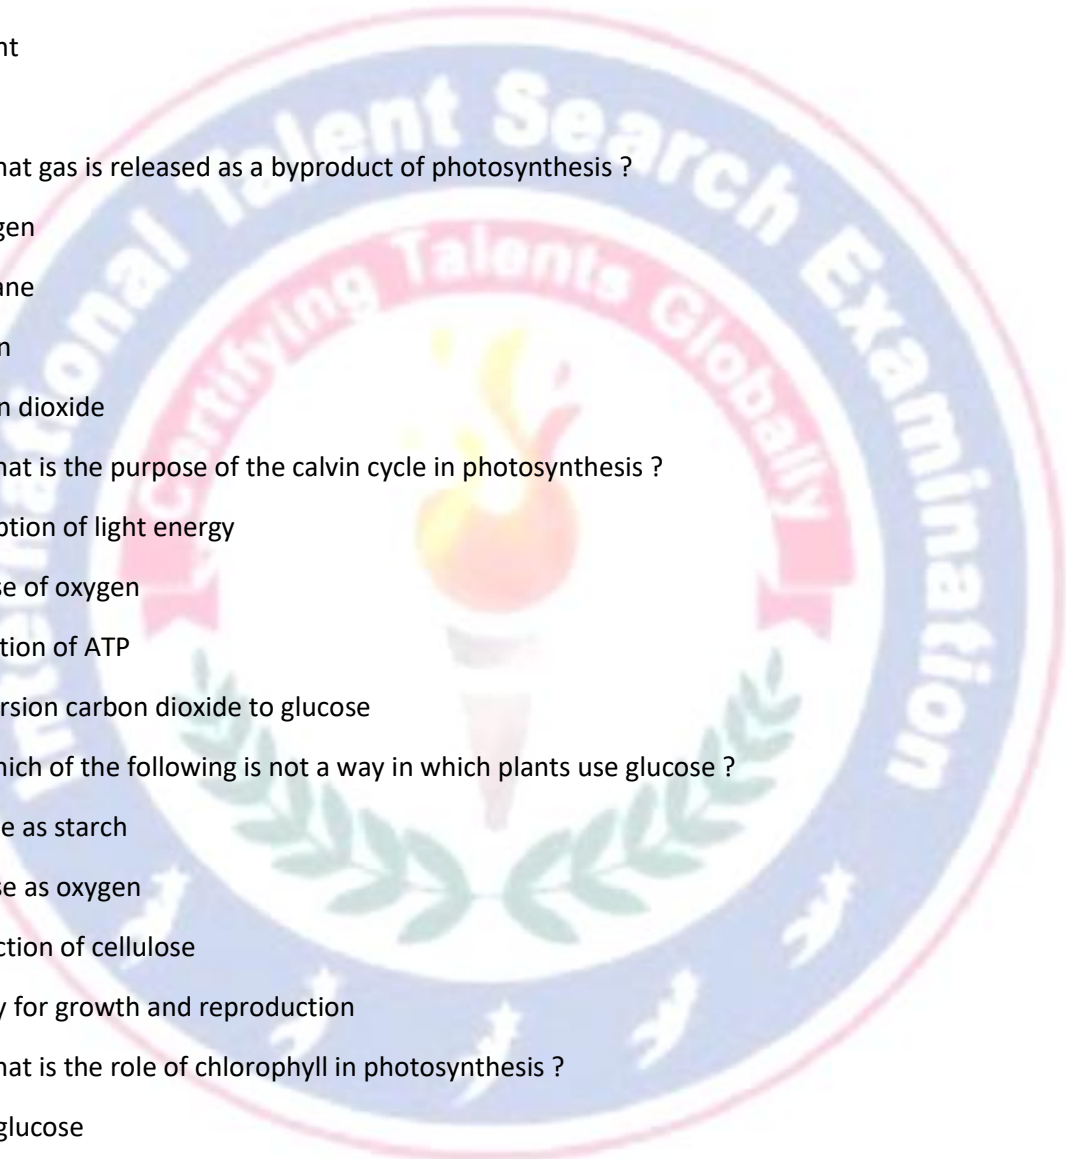 International Talent Search Examination
Certifying Talents Globally
nt
hat gas is released as a byproduct of photosynthesis ?
gen
ane
n
n dioxide
hat is the purpose of the calvin cycle in photosynthesis ?
ption of light energy
se of oxygen
tion of ATP
rsion carbon dioxide to glucose
hich of the following is not a way in which plants use glucose ?
e as starch
se as oxygen
ction of cellulose
y for growth and reproduction
hat is the role of chlorophyll in photosynthesis ?
glucose